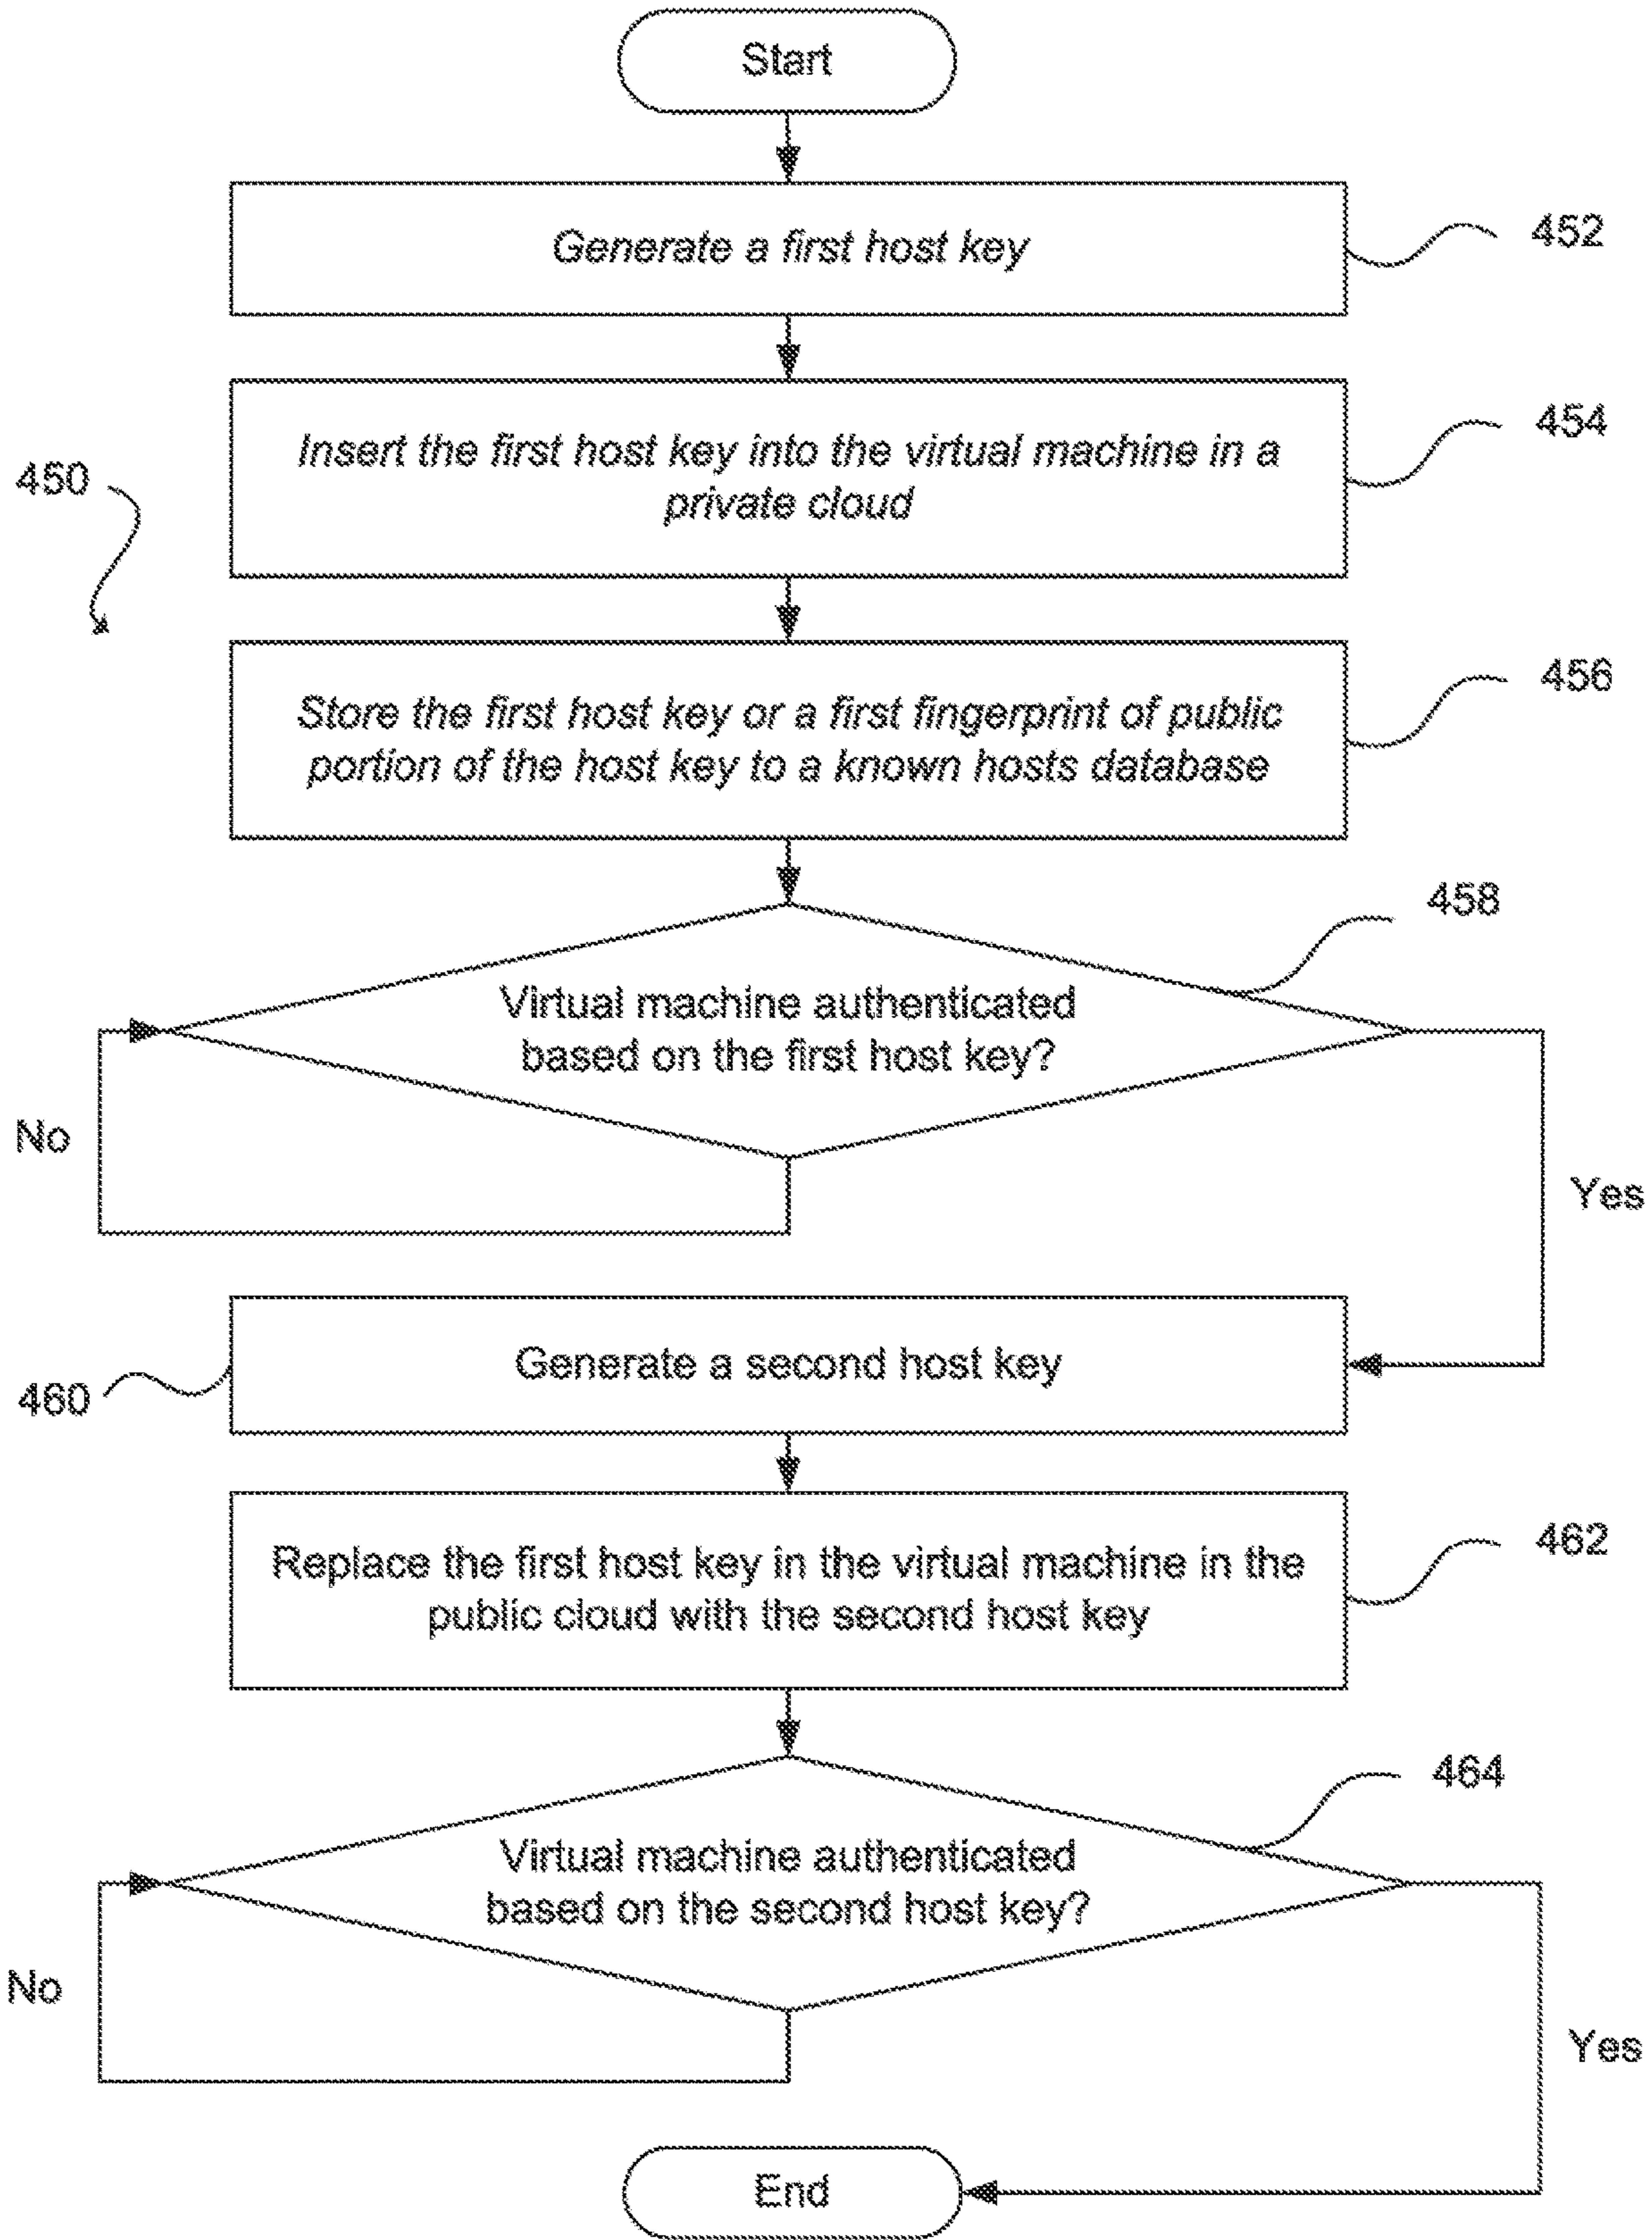 Start
Generate a first host key
452
Insert the first host key into the virtual machine in a
private cloud
454
450
Store the first host key or a first fingerprint of public
portion of the host key to a known hosts database
456
458
Virtual machine authenticated
based on the first host key?
No
Yes
Generate a second host key
460
Replace the first host key in the virtual machine in the
public cloud with the second host key
462
464
Virtual machine authenticated
based on the second host key?
No
Yes
End